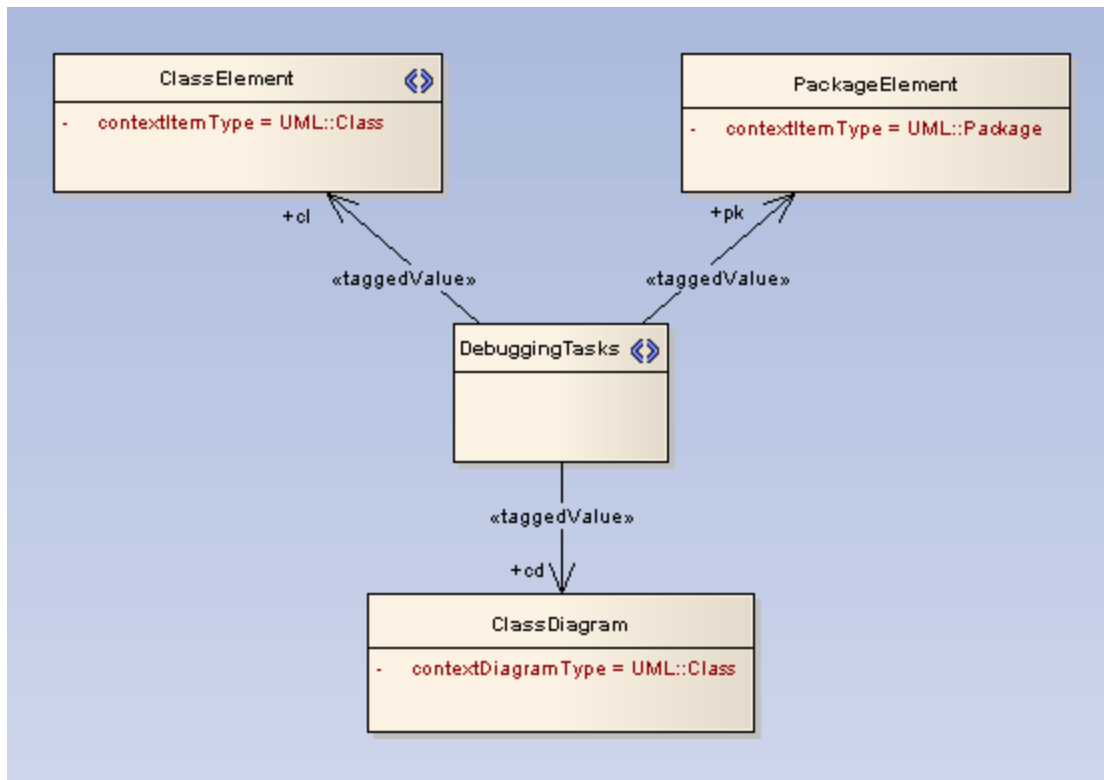 ClassElement
- contextItemType = UML::Class
PackageElement
- contextItemType = UML::Package
+cl
+pk
«taggedValue»
«taggedValue»
DebuggingTasks
«taggedValue»
+cd
ClassDiagram
- contextDiagramType = UML::Class